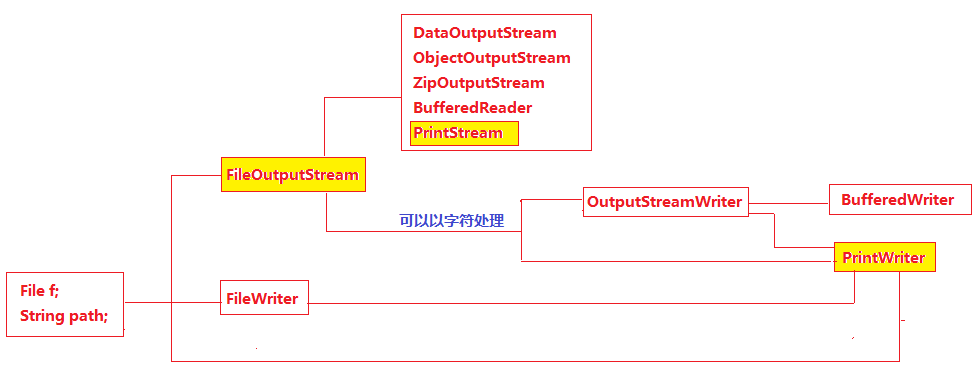 DataOutputStream
ObjectOutputStream
ZipOutputStream
BufferedReader
PrintStream
FileOutputStream
可以以字符处理
OutputStreamWriter
BufferedWriter
PrintWriter
File f;
String path;
FileWriter